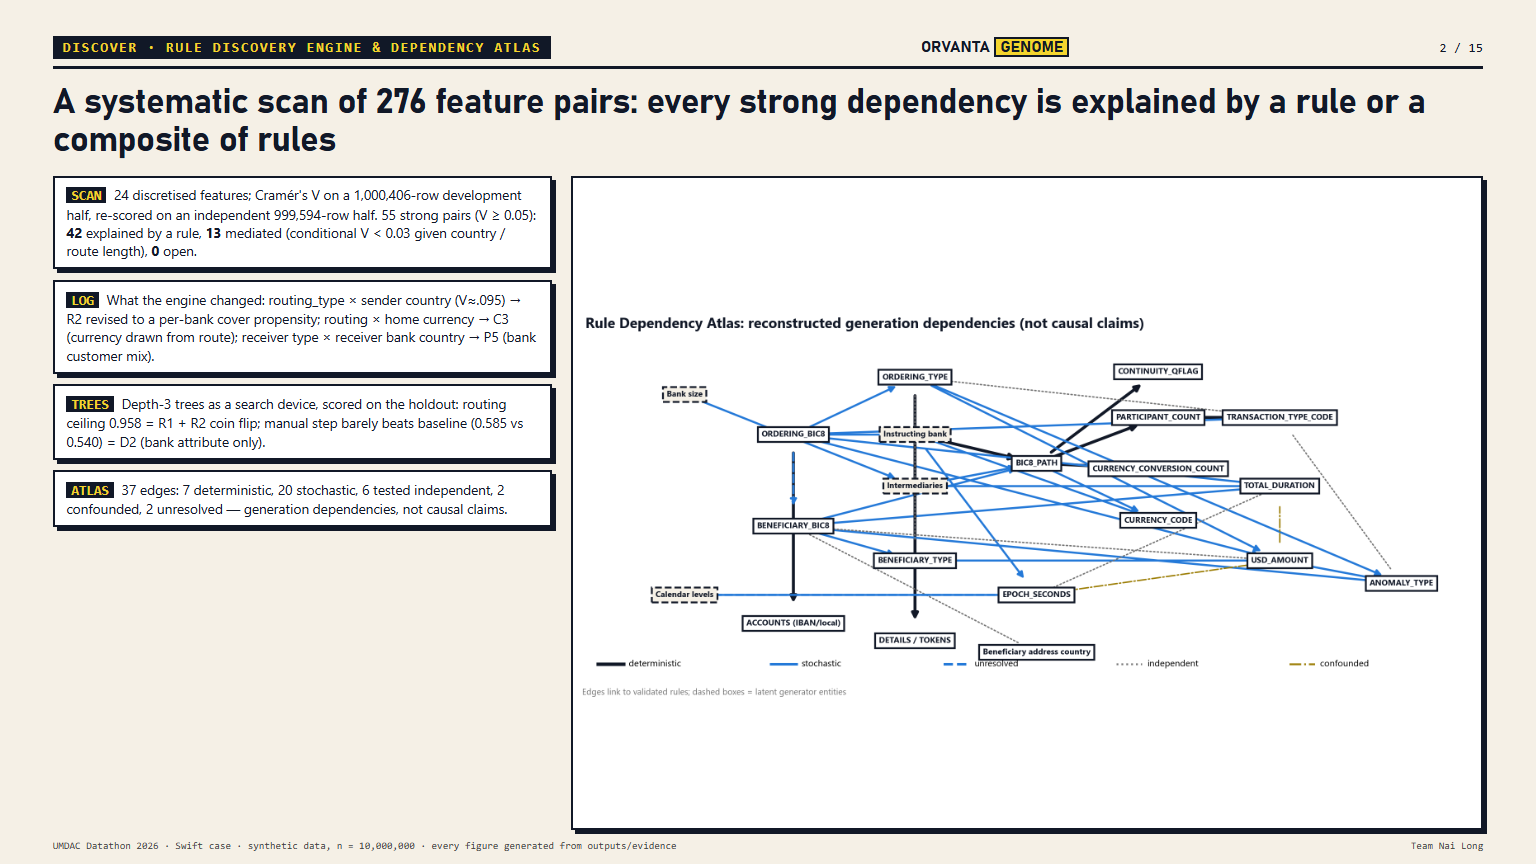 DISCOVER · RULE DISCOVERY ENGINE & DEPENDENCY ATLAS
ORVANTA GENOME
2 / 15
A systematic scan of 276 feature pairs: every strong dependency is explained by a rule or a
composite of rules
SCAN 24 discretised features; Cramér's V on a 1,000,406-row development
half, re-scored on an independent 999,594-row half. 55 strong pairs (V ≥ 0.05):
42 explained by a rule, 13 mediated (conditional V < 0.03 given country /
route length), 0 open.
LOG What the engine changed: routing_type × sender country (V≈.095) →
R2 revised to a per-bank cover propensity; routing × home currency → C3
(currency drawn from route); receiver type × receiver bank country → P5 (bank
customer mix).
TREES Depth-3 trees as a search device, scored on the holdout: routing
ceiling 0.958 = R1 + R2 coin flip; manual step barely beats baseline (0.585 vs
0.540) = D2 (bank attribute only).
ATLAS 37 edges: 7 deterministic, 20 stochastic, 6 tested independent, 2
confounded, 2 unresolved — generation dependencies, not causal claims.
Rule Dependency Atlas: reconstructed generation dependencies (not causal claims)
CONTINUITY_QFLAG
ORDERING_TYPE
Bank size
PARTICIPANT_COUNT
TRANSACTION_TYPE_CODE
ORDERING_BIC8
Instructing bank
BIC8_PATH
CURRENCY_CONVERSION_COUNT
Intermediaries
TOTAL_DURATION
CURRENCY_CODE
BENEFICIARY_BIC8
BENEFICIARY_TYPE
USD_AMOUNT
ANOMALY_TYPE
Calendar levels
EPOCH_SECONDS
ACCOUNTS (IBAN/local)
DETAILS / TOKENS
Beneficiary address country
deterministic
stochastic
unresolved
independent
confounded
Edges link to validated rules; dashed boxes = latent generator entities
UMDAC Datathon 2026 · Swift case · synthetic data, n = 10,000,000 · every figure generated from outputs/evidence
Team Nai Long